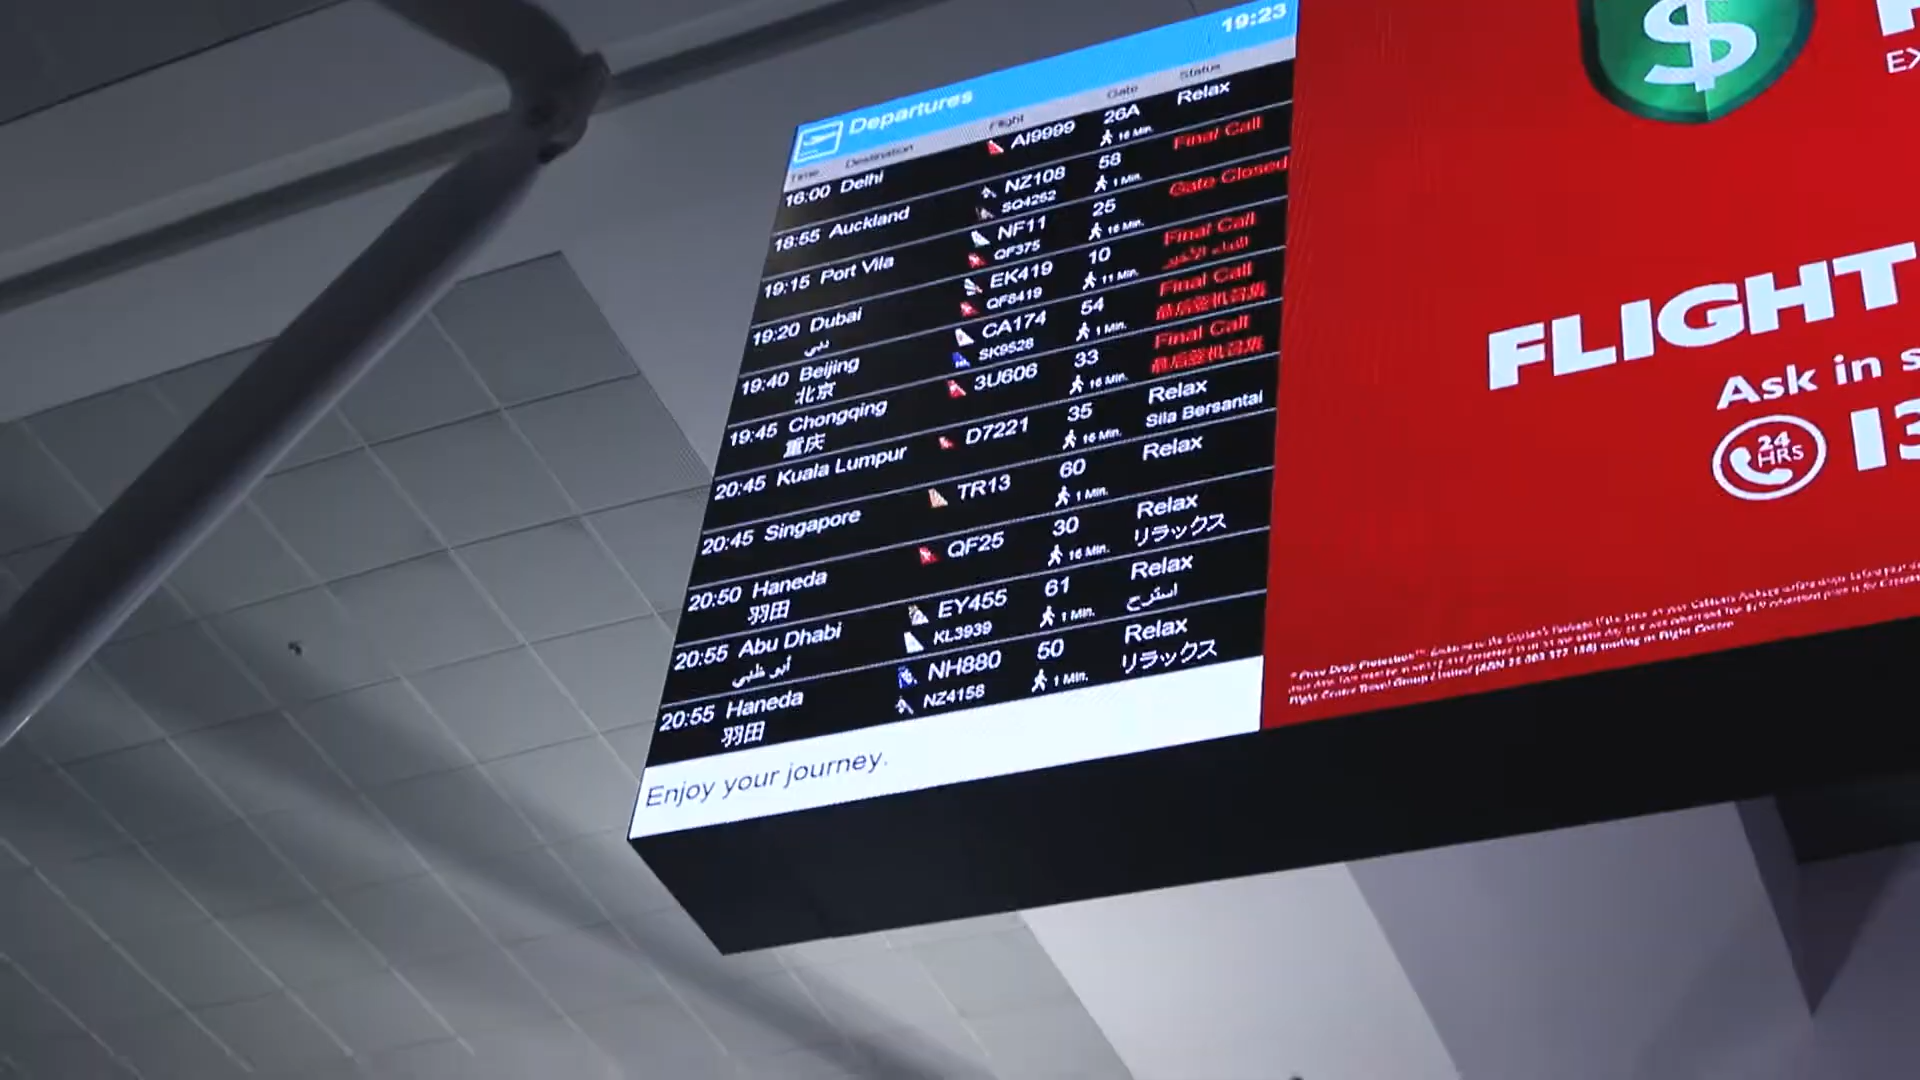 19:23
Departures
Time Destination Flight Gate Status
16:00 Delhi AI9999 26A Relax
16 Min.
18:55 Auckland NZ108 58 Final Call
SQ4252 1 Min.
19:15 Port Vila NF11 25 Gate Closed
QF375 16 Min.
19:20 Dubai EK419 10 Final Call
دبي QF8419 11 Min. النداء الأخير
19:40 Beijing CA174 54 Final Call
北京 SK9528 1 Min. 最后登机召集
19:45 Chongqing 3U606 33 Final Call
重庆 16 Min. 最后登机召集
20:45 Kuala Lumpur D7221 35 Relax
16 Min. Sila Bersantai
20:45 Singapore TR13 60 Relax
1 Min.
20:50 Haneda QF25 30 Relax
羽田 16 Min. リラックス
20:55 Abu Dhabi EY455 61 Relax
أبو ظبي KL3939 1 Min. استرح
20:55 Haneda NH880 50 Relax
羽田 NZ4158 1 Min. リラックス
Enjoy your journey.
$
FLIGHT
Ask in s
24
HRS
13